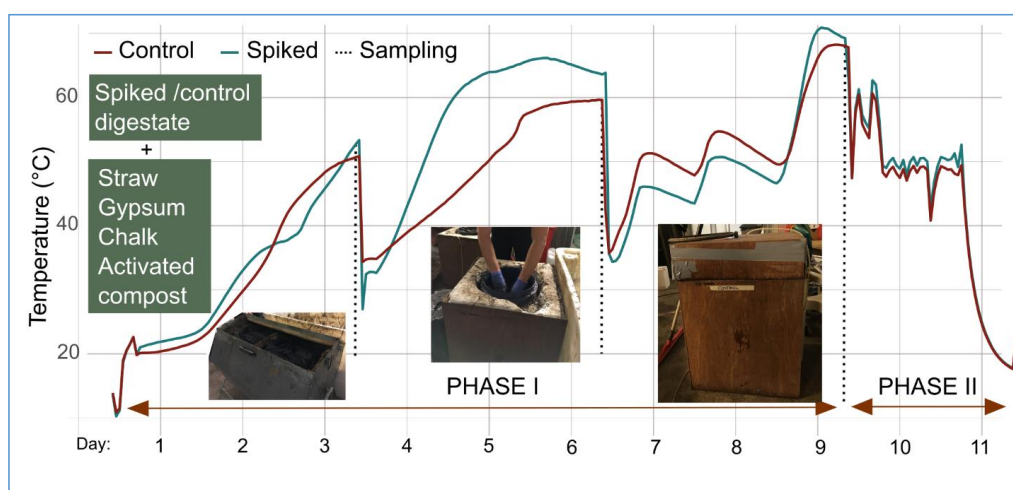 Control Spiked Sampling
Spiked /control
digestate
+
Straw
Gypsum
Chalk
Activated
compost
Temperature (°C)
60
40
20
PHASE I
PHASE II
Day: 1 2 3 4 5 6 7 8 9 10 11